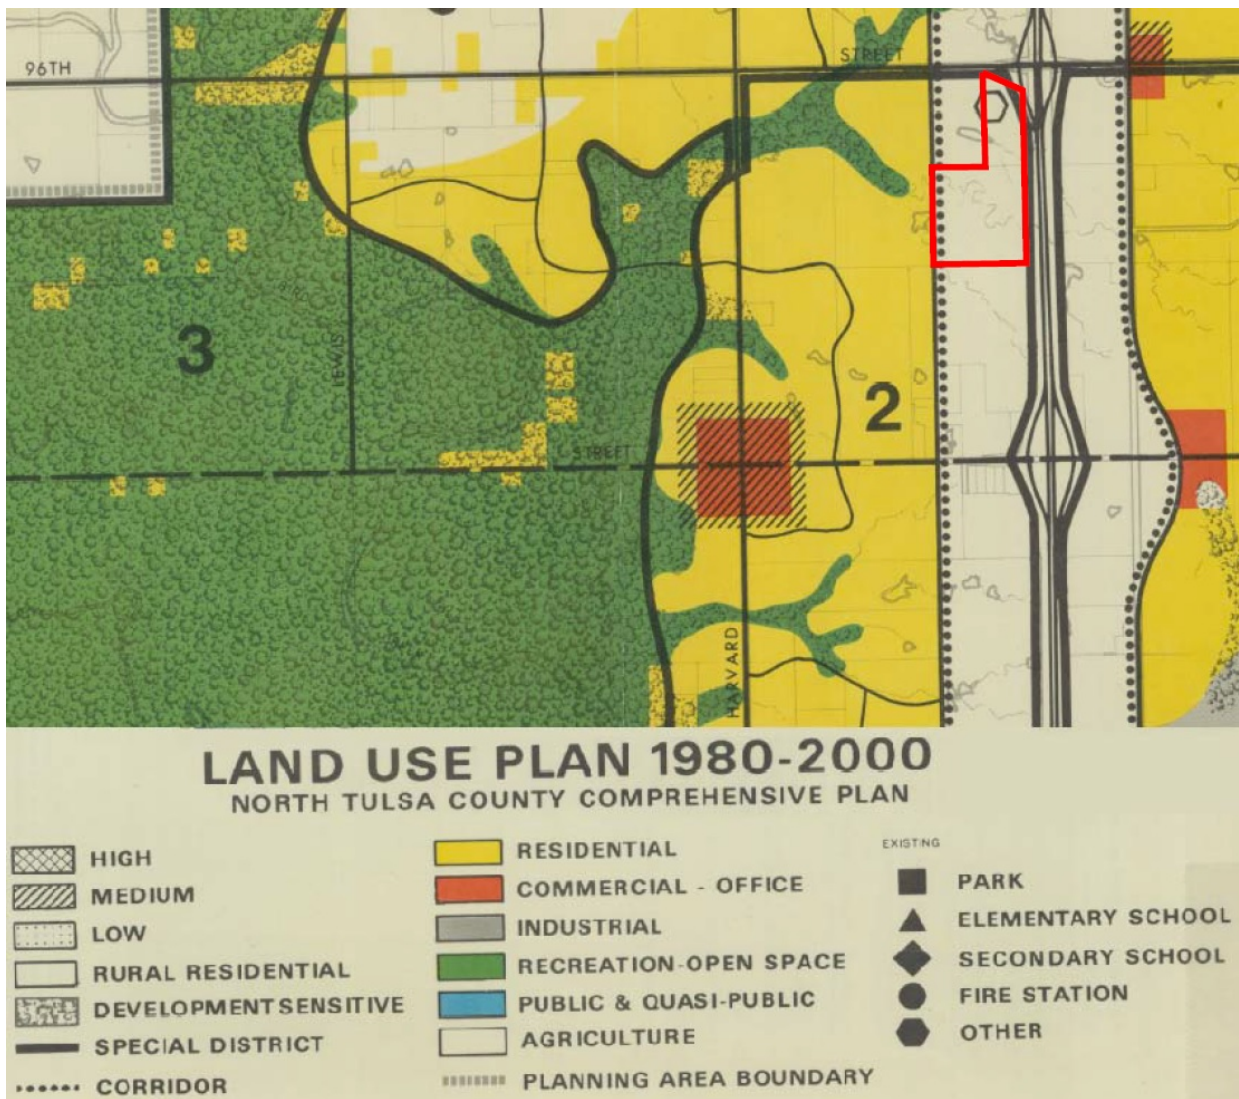 96TH
STREET
LEWIS
3
2
STREET
HARVARD
LAND USE PLAN 1980-2000
NORTH TULSA COUNTY COMPREHENSIVE PLAN
HIGH
MEDIUM
LOW
RURAL RESIDENTIAL
DEVELOPMENT SENSITIVE
SPECIAL DISTRICT
CORRIDOR
RESIDENTIAL
COMMERCIAL - OFFICE
INDUSTRIAL
RECREATION-OPEN SPACE
PUBLIC & QUASI-PUBLIC
AGRICULTURE
PLANNING AREA BOUNDARY
EXISTING
PARK
ELEMENTARY SCHOOL
SECONDARY SCHOOL
FIRE STATION
OTHER